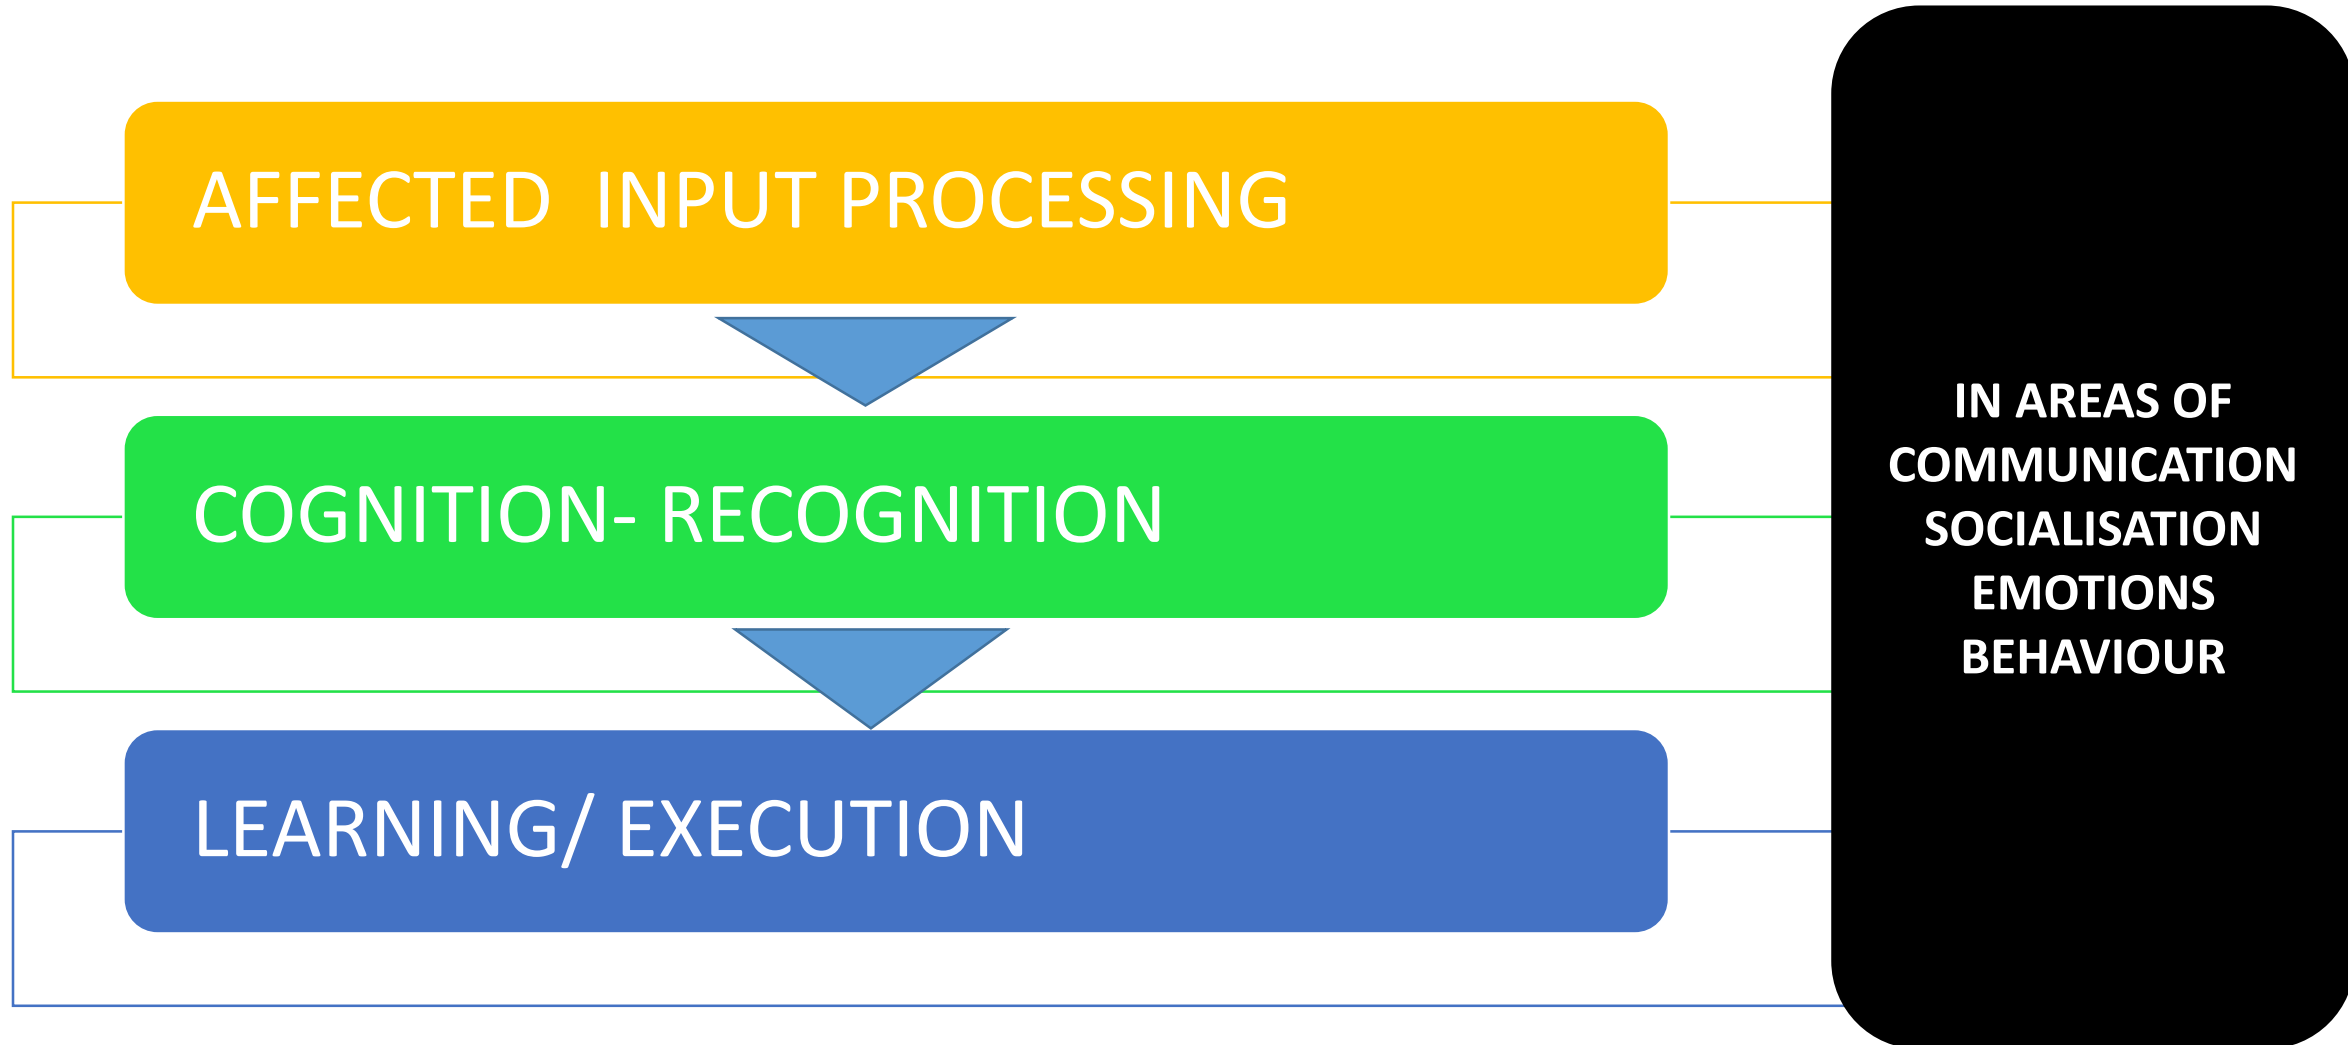 AFFECTED  INPUT PROCESSING
COGNITION- RECOGNITION
LEARNING/ EXECUTION
IN AREAS OF
COMMUNICATION
SOCIALISATION
EMOTIONS
BEHAVIOUR